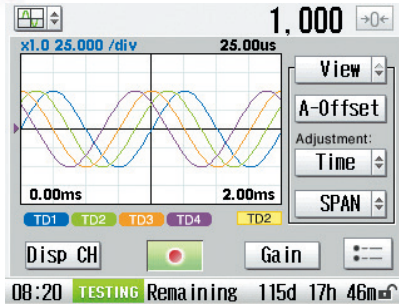 1,000 →0←
x1.0 25.000 /div 25.00us
View
A-Offset
Adjustment:
Time
0.00ms 2.00ms
SPAN
TD1 TD2 TD3 TD4 TD2
Disp CH Gain
08:20 TESTING Remaining 115d 17h 46m